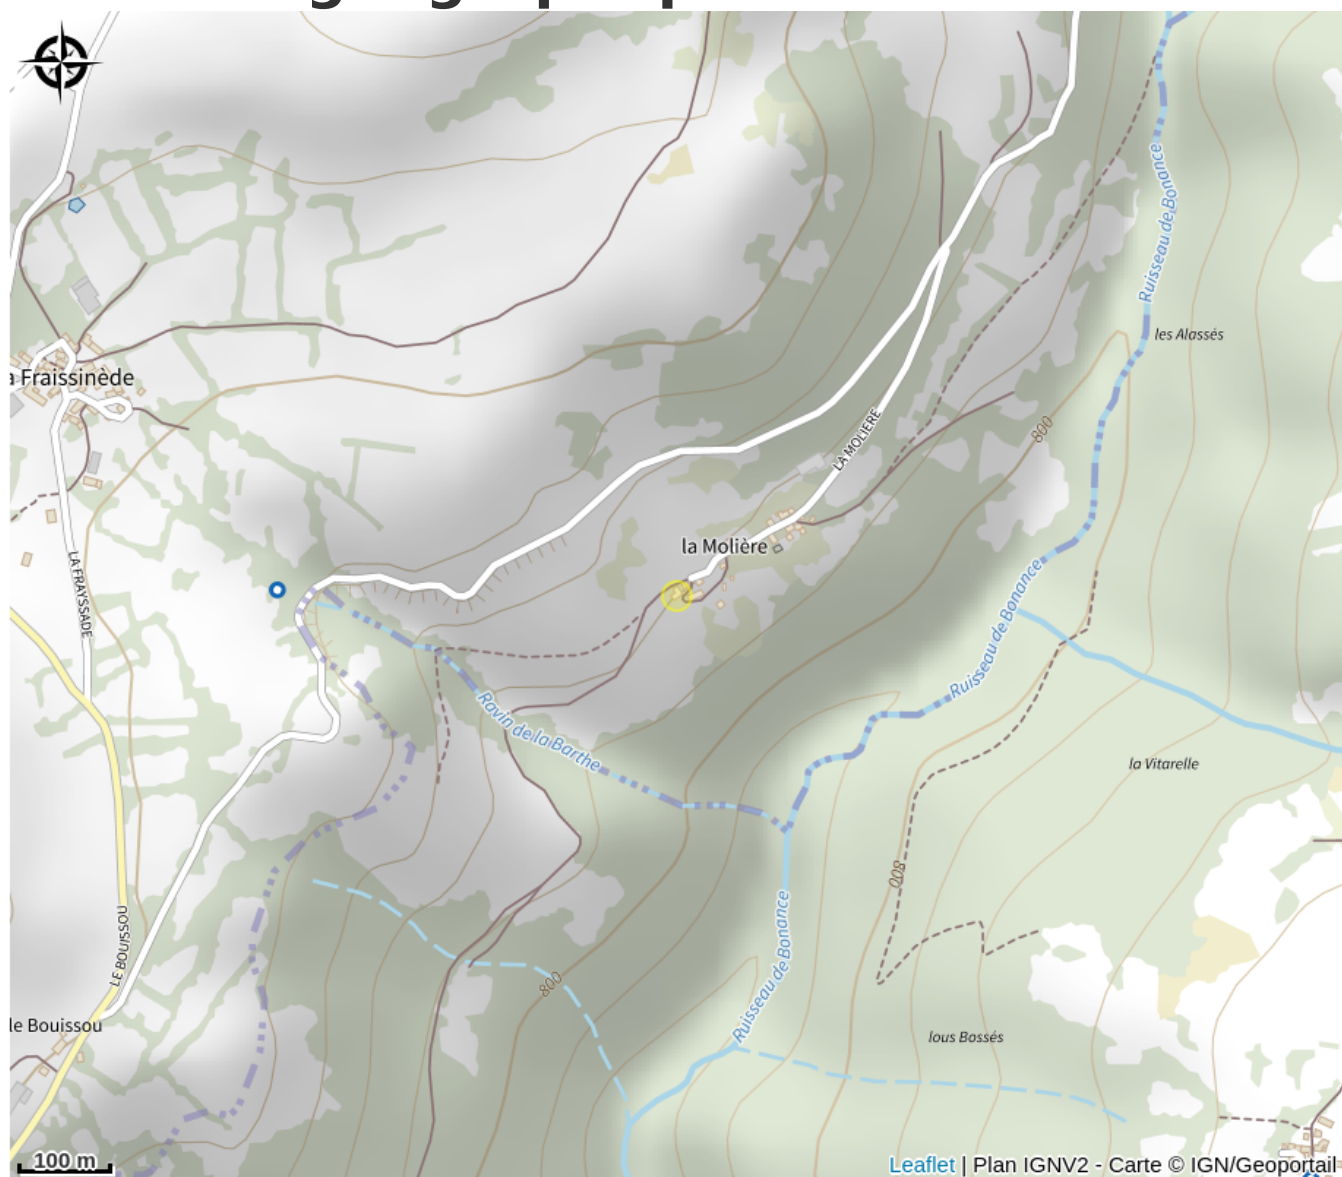 Ruisseau de Bonance
les Alassés
a Fraissinède
800
LA MOLIERE
la Molière
LA FRAYSSADE
Ruisseau de Bonance
Ravin de la Barthe
la Vitarelle
800
LE BOUISSOU
800
Ruisseau de Bonance
le Bouissou
lous Bossés
100 m
Leaflet | Plan IGNV2 - Carte © IGN/Geoportail